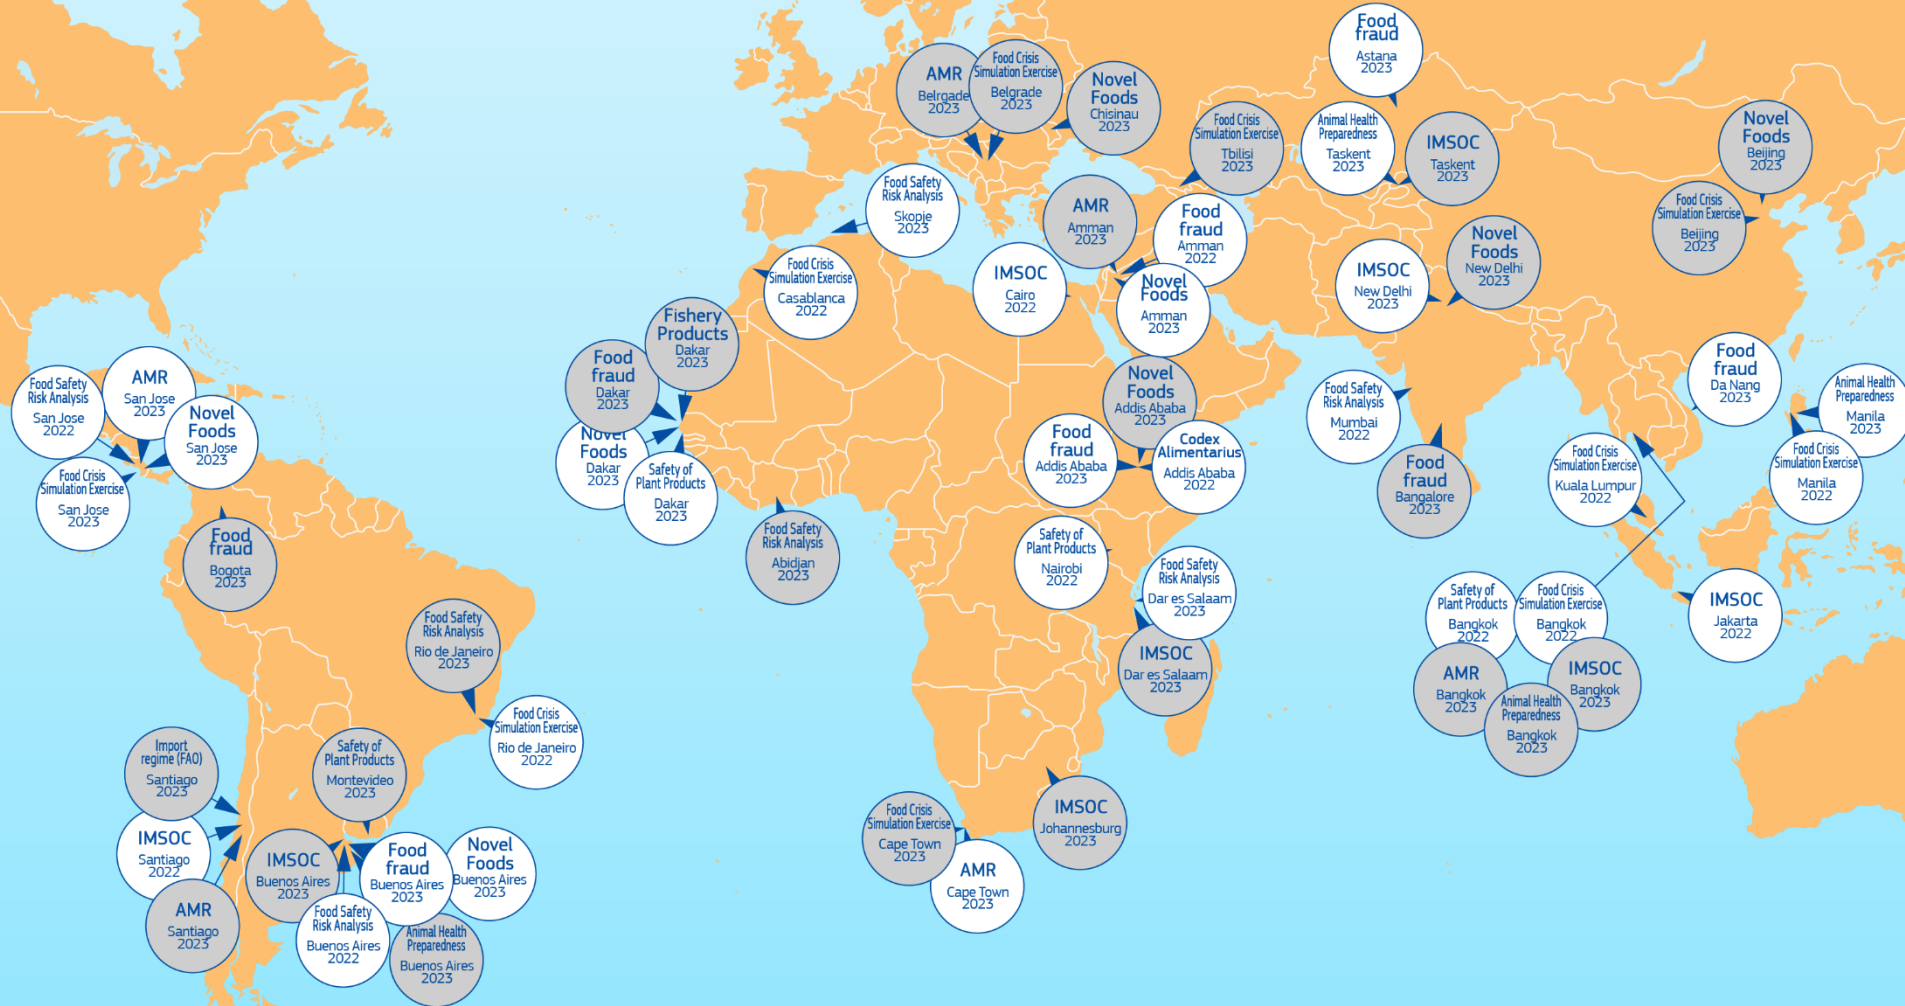 Food
fraud
Astana
2023
AMR
Belrgade
2023
Food Crisis
Simulation Exercise
Belgrade
2023
Novel
Foods
Chisinau
2023
Food Crisis
Simulation Exercise
Tbilisi
2023
Animal Health
Preparedness
Taskent
2023
IMSOC
Taskent
2023
Novel
Foods
Beijing
2023
Food Crisis
Simulation Exercise
Beijing
2023
Food Safety
Risk Analysis
Skopje
2023
AMR
Amman
2023
Food
fraud
Amman
2022
Novel
Foods
Amman
2023
IMSOC
Cairo
2022
Food Crisis
Simulation Exercise
Casablanca
2022
IMSOC
New Delhi
2023
Novel
Foods
New Delhi
2023
Fishery
Products
Dakar
2023
Food
fraud
Dakar
2023
Novel
Foods
Dakar
2023
Safety of
Plant Products
Dakar
2023
Food Safety
Risk Analysis
San Jose
2022
AMR
San Jose
2023
Novel
Foods
San Jose
2023
Food Crisis
Simulation Exercise
San Jose
2023
Food
fraud
Bogota
2023
Novel
Foods
Addis Ababa
2023
Food
fraud
Addis Ababa
2023
Codex
Alimentarius
Addis Ababa
2022
Food Safety
Risk Analysis
Mumbai
2022
Food
fraud
Bangalore
2023
Food
fraud
Da Nang
2023
Animal Health
Preparedness
Manila
2023
Food Crisis
Simulation Exercise
Manila
2022
Food Crisis
Simulation Exercise
Kuala Lumpur
2022
Food Safety
Risk Analysis
Abidjan
2023
Safety of
Plant Products
Nairobi
2022
Food Safety
Risk Analysis
Dar es Salaam
2023
IMSOC
Dar es Salaam
2023
Safety of
Plant Products
Bangkok
2022
Food Crisis
Simulation Exercise
Bangkok
2022
AMR
Bangkok
2023
IMSOC
Bangkok
2023
Animal Health
Preparedness
Bangkok
2023
IMSOC
Jakarta
2022
Food Safety
Risk Analysis
Rio de Janeiro
2023
Food Crisis
Simulation Exercise
Rio de Janeiro
2022
Import
regime (FAO)
Santiago
2023
IMSOC
Santiago
2022
AMR
Santiago
2023
Safety of
Plant Products
Montevideo
2023
IMSOC
Buenos Aires
2023
Food
fraud
Buenos Aires
2023
Novel
Foods
Buenos Aires
2023
Food Safety
Risk Analysis
Buenos Aires
2022
Animal Health
Preparedness
Buenos Aires
2023
Food Crisis
Simulation Exercise
Cape Town
2023
AMR
Cape Town
2023
IMSOC
Johannesburg
2023